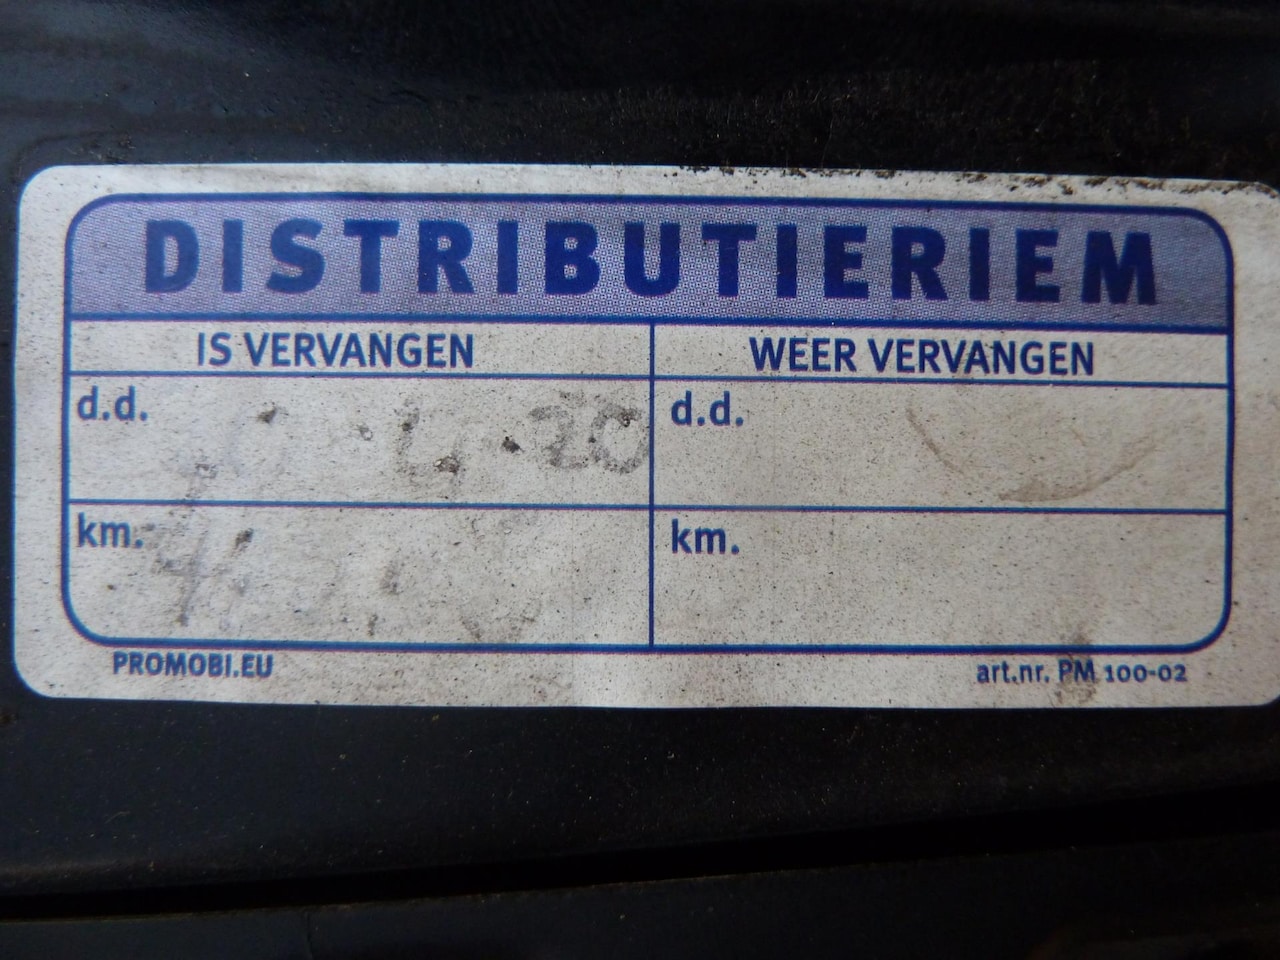 DISTRIBUTIERIEM
IS VERVANGEN WEER VERVANGEN
d.d. d.d.
km. km.
PROMOBI.EU art.nr. PM 100-02